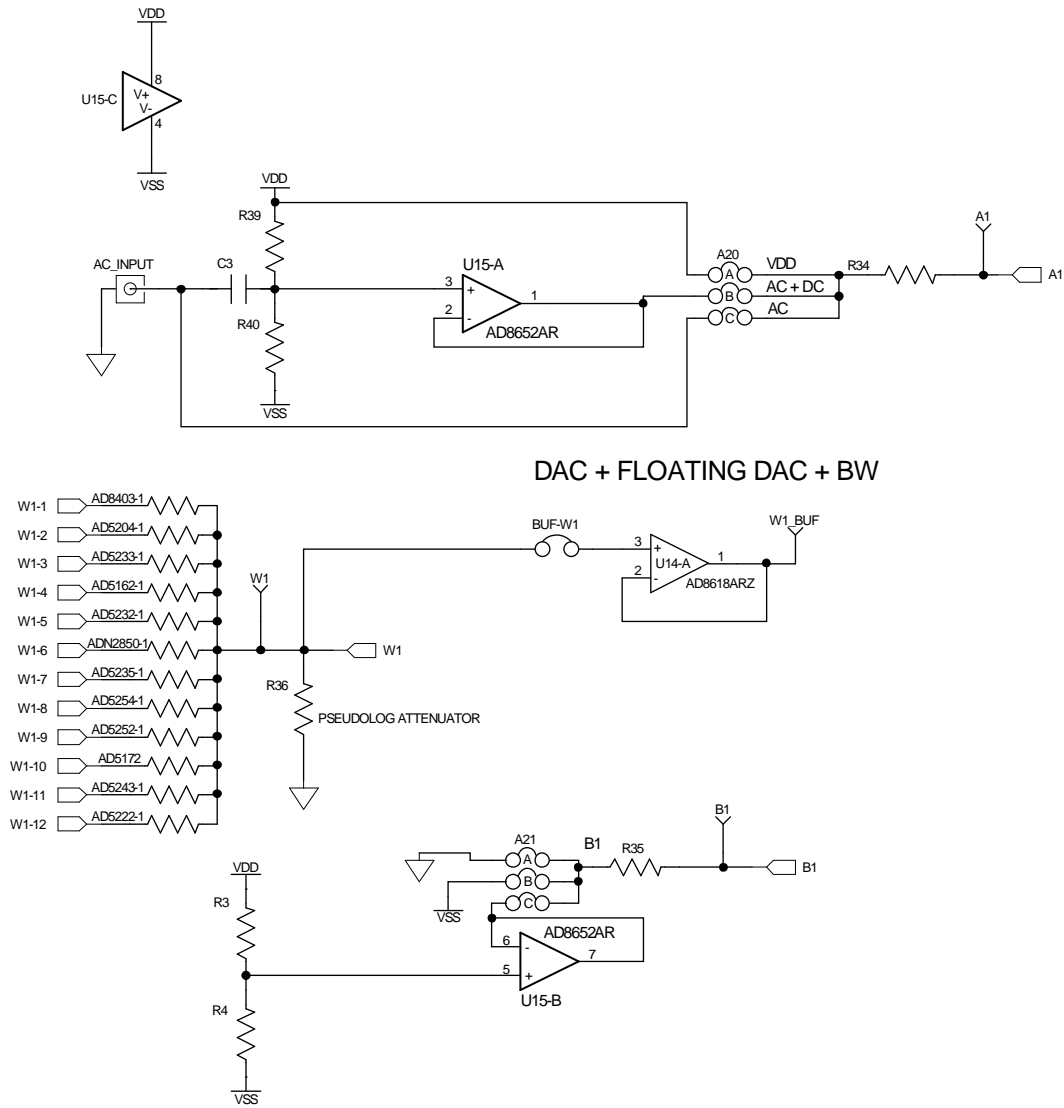 VDD
8
U15-C
V+
V-
4
VSS
VDD
R39
AC_INPUT
C3
R40
VSS
U15-A
3
+
2
-
1
AD8652AR
A20
A
VDD
B
AC + DC
C
AC
R34
A1
A1
DAC + FLOATING DAC + BW
W1-1 AD8403-1
W1-2 AD5204-1
W1-3 AD5233-1
W1-4 AD5162-1
W1-5 AD5232-1
W1-6 ADN2850-1
W1-7 AD5235-1
W1-8 AD5254-1
W1-9 AD5252-1
W1-10 AD5172
W1-11 AD5243-1
W1-12 AD5222-1
W1
W1
R36
PSEUDOLOG ATTENUATOR
BUF-W1
3
+
2
-
U14-A
1
AD8618ARZ
W1_BUF
VDD
R3
R4
VSS
A21
A
B
C
VSS
B1
R35
B1
B1
AD8652AR
6
-
5
+
7
U15-B